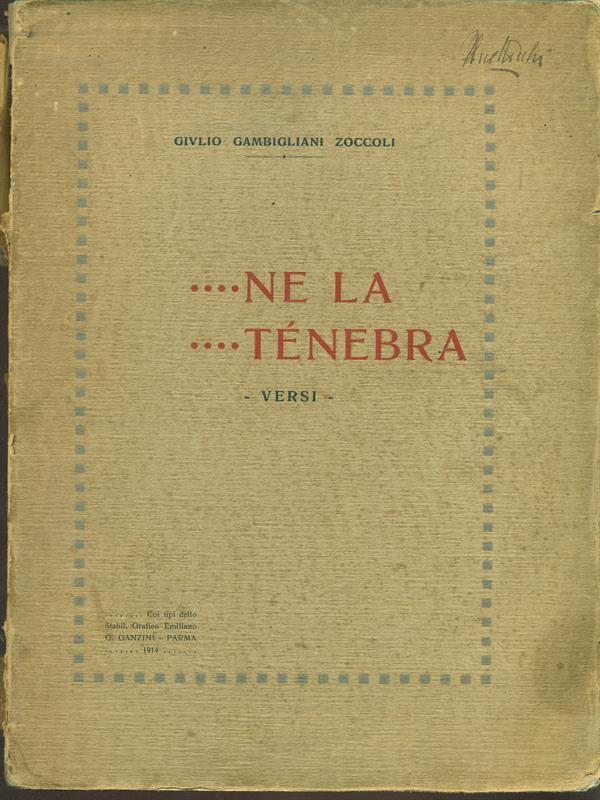 GIVLIO GAMBIGLIANI ZOCCOLI
····NE LA
····TÉNEBRA
- VERSI -
........ Coi tipi dello
Stabil. Grafico Emiliano
G. GANZINI - PARMA
....... 1914 .......